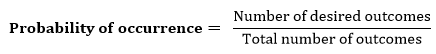 Probability of occurrence = Number of desired outcomes
Total number of outcomes